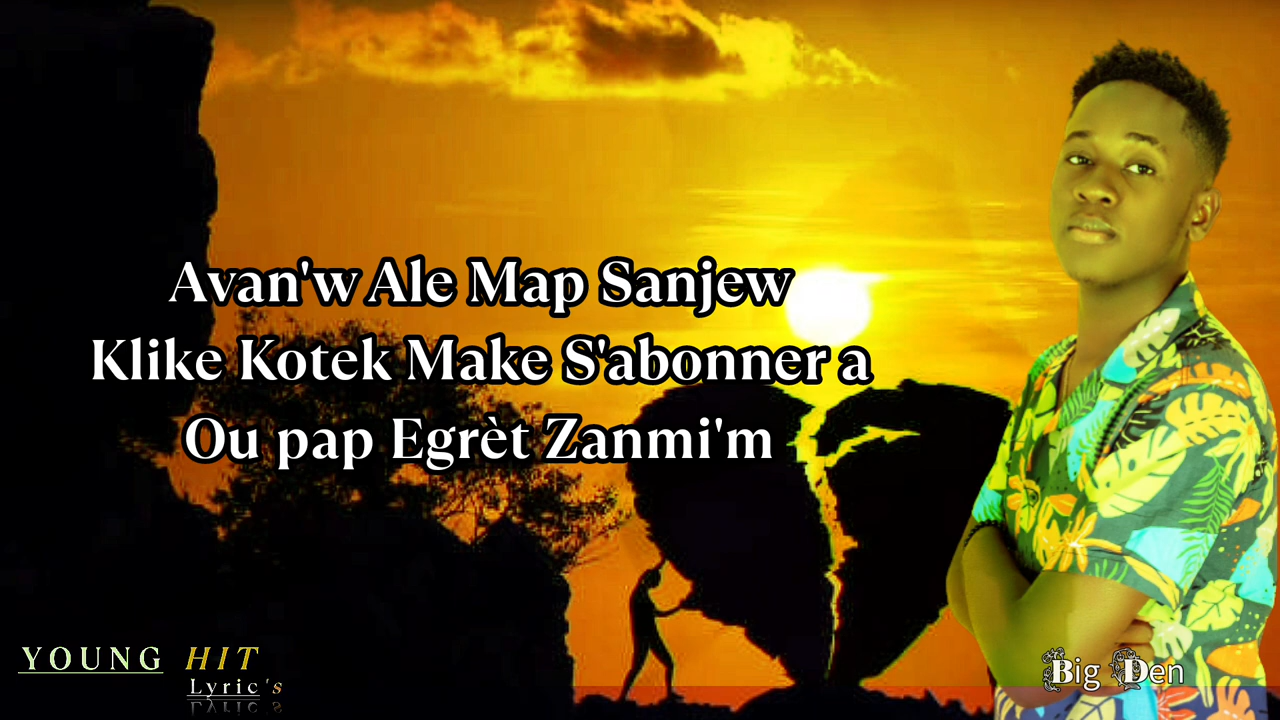 Avan'w Ale Map Sanjew
Klike Kotek Make S'abonner a
Ou pap Egrèt Zanmi'm
YOUNG HIT
Lyric's
Big Den